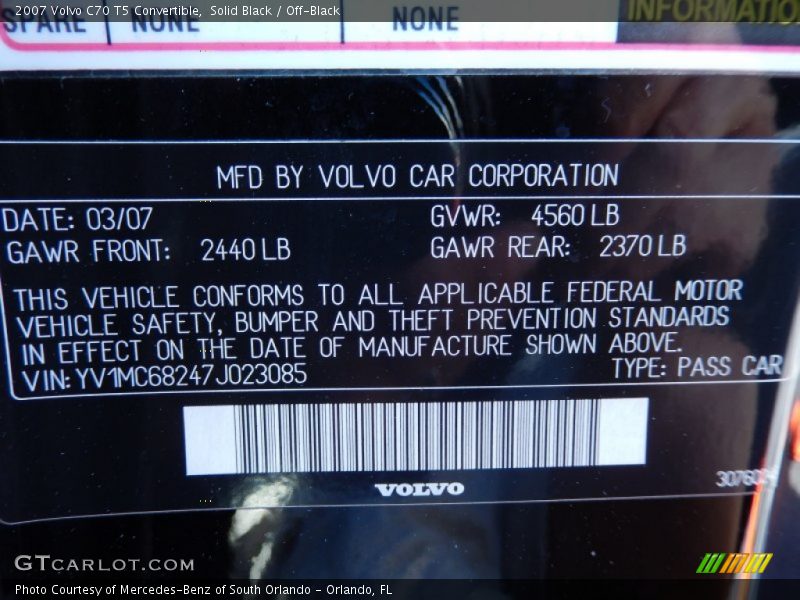 2007 Volvo C70 T5 Convertible, Solid Black / Off-Black
SPARE NONE NONE INFORMATION
MFD BY VOLVO CAR CORPORATION
DATE: 03/07 GVWR: 4560 LB
GAWR FRONT: 2440 LB GAWR REAR: 2370 LB
THIS VEHICLE CONFORMS TO ALL APPLICABLE FEDERAL MOTOR
VEHICLE SAFETY, BUMPER AND THEFT PREVENTION STANDARDS
IN EFFECT ON THE DATE OF MANUFACTURE SHOWN ABOVE.
VIN: YV1MC68247J023085 TYPE: PASS CAR
VOLVO
GTCARLOT.COM
Photo Courtesy of Mercedes-Benz of South Orlando - Orlando, FL